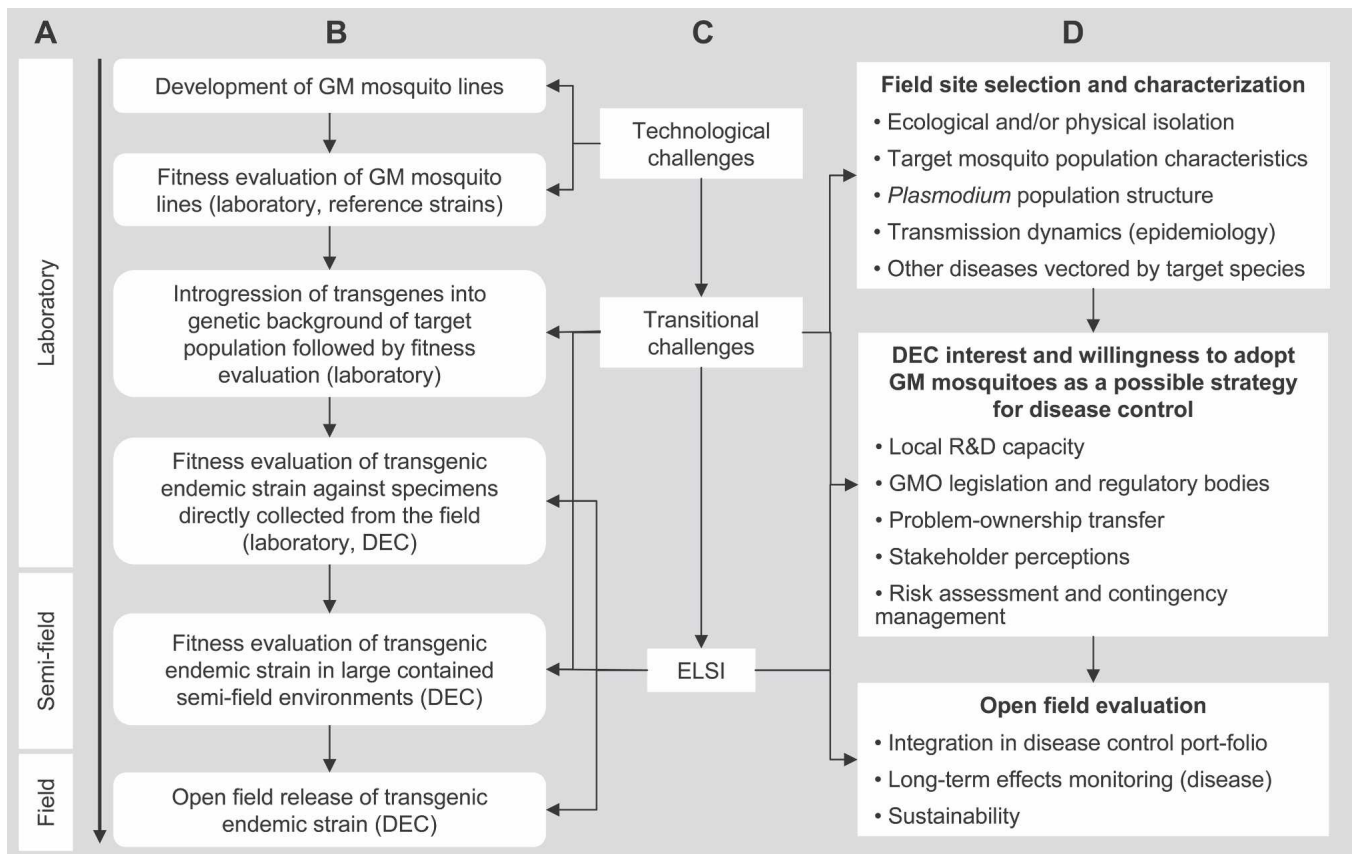 A
B
C
D
Laboratory
Semi-field
Field
Development of GM mosquito lines
Fitness evaluation of GM mosquito
lines (laboratory, reference strains)
Introgression of transgenes into
genetic background of target
population followed by fitness
evaluation (laboratory)
Fitness evaluation of transgenic
endemic strain against specimens
directly collected from the field
(laboratory, DEC)
Fitness evaluation of transgenic
endemic strain in large contained
semi-field environments (DEC)
Open field release of transgenic
endemic strain (DEC)
Technological
challenges
Transitional
challenges
ELSI
Field site selection and characterization
• Ecological and/or physical isolation
• Target mosquito population characteristics
• Plasmodium population structure
• Transmission dynamics (epidemiology)
• Other diseases vectored by target species
DEC interest and willingness to adopt
GM mosquitoes as a possible strategy
for disease control
• Local R&D capacity
• GMO legislation and regulatory bodies
• Problem-ownership transfer
• Stakeholder perceptions
• Risk assessment and contingency
management
Open field evaluation
• Integration in disease control port-folio
• Long-term effects monitoring (disease)
• Sustainability